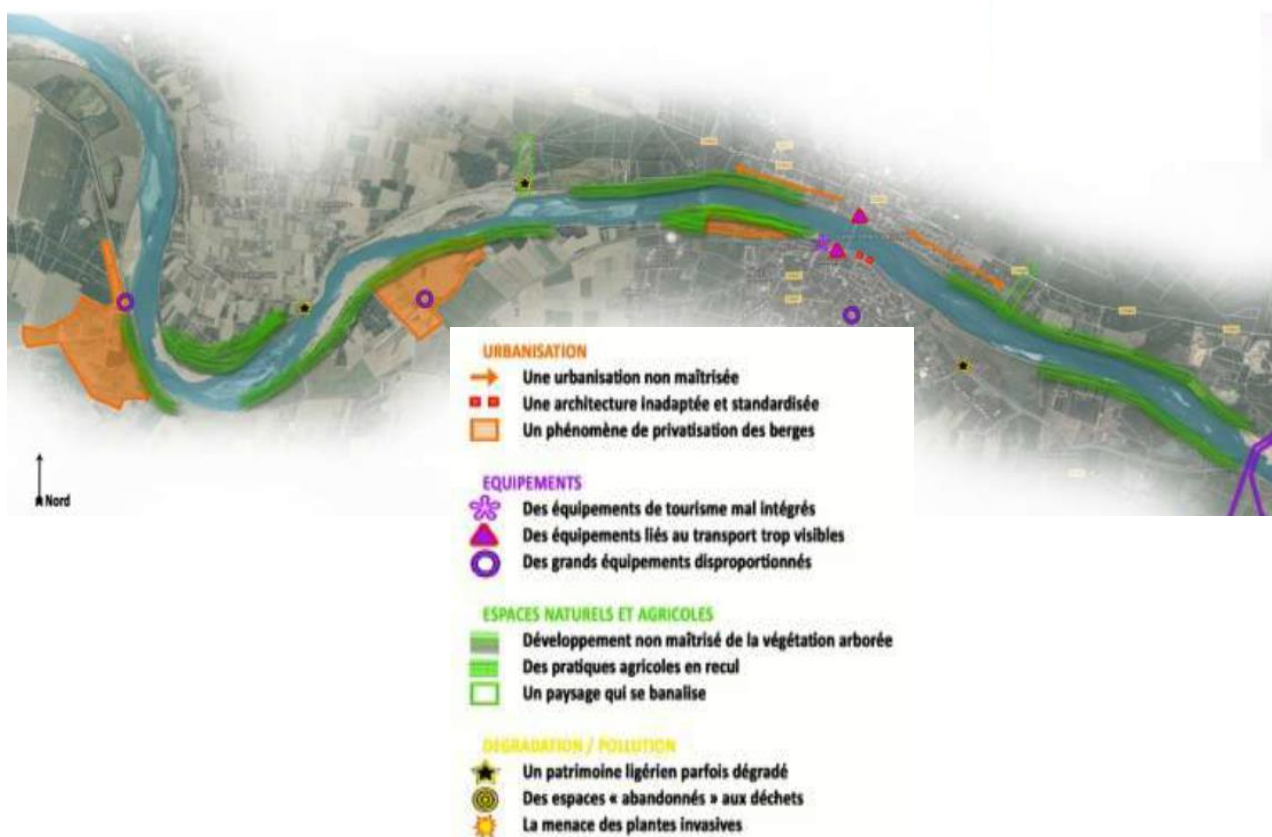 URBANISATION
Une urbanisation non maîtrisée
Une architecture inadaptée et standardisée
Un phénomène de privatisation des berges
Nord
EQUIPEMENTS
Des équipements de tourisme mal intégrés
Des équipements liés au transport trop visibles
Des grands équipements disproportionnés
ESPACES NATURELS ET AGRICOLES
Développement non maîtrisé de la végétation arborée
Des pratiques agricoles en recul
Un paysage qui se banalise
DEGRADATION / POLLUTION
Un patrimoine ligérien parfois dégradé
Des espaces « abandonnés » aux déchets
La menace des plantes invasives